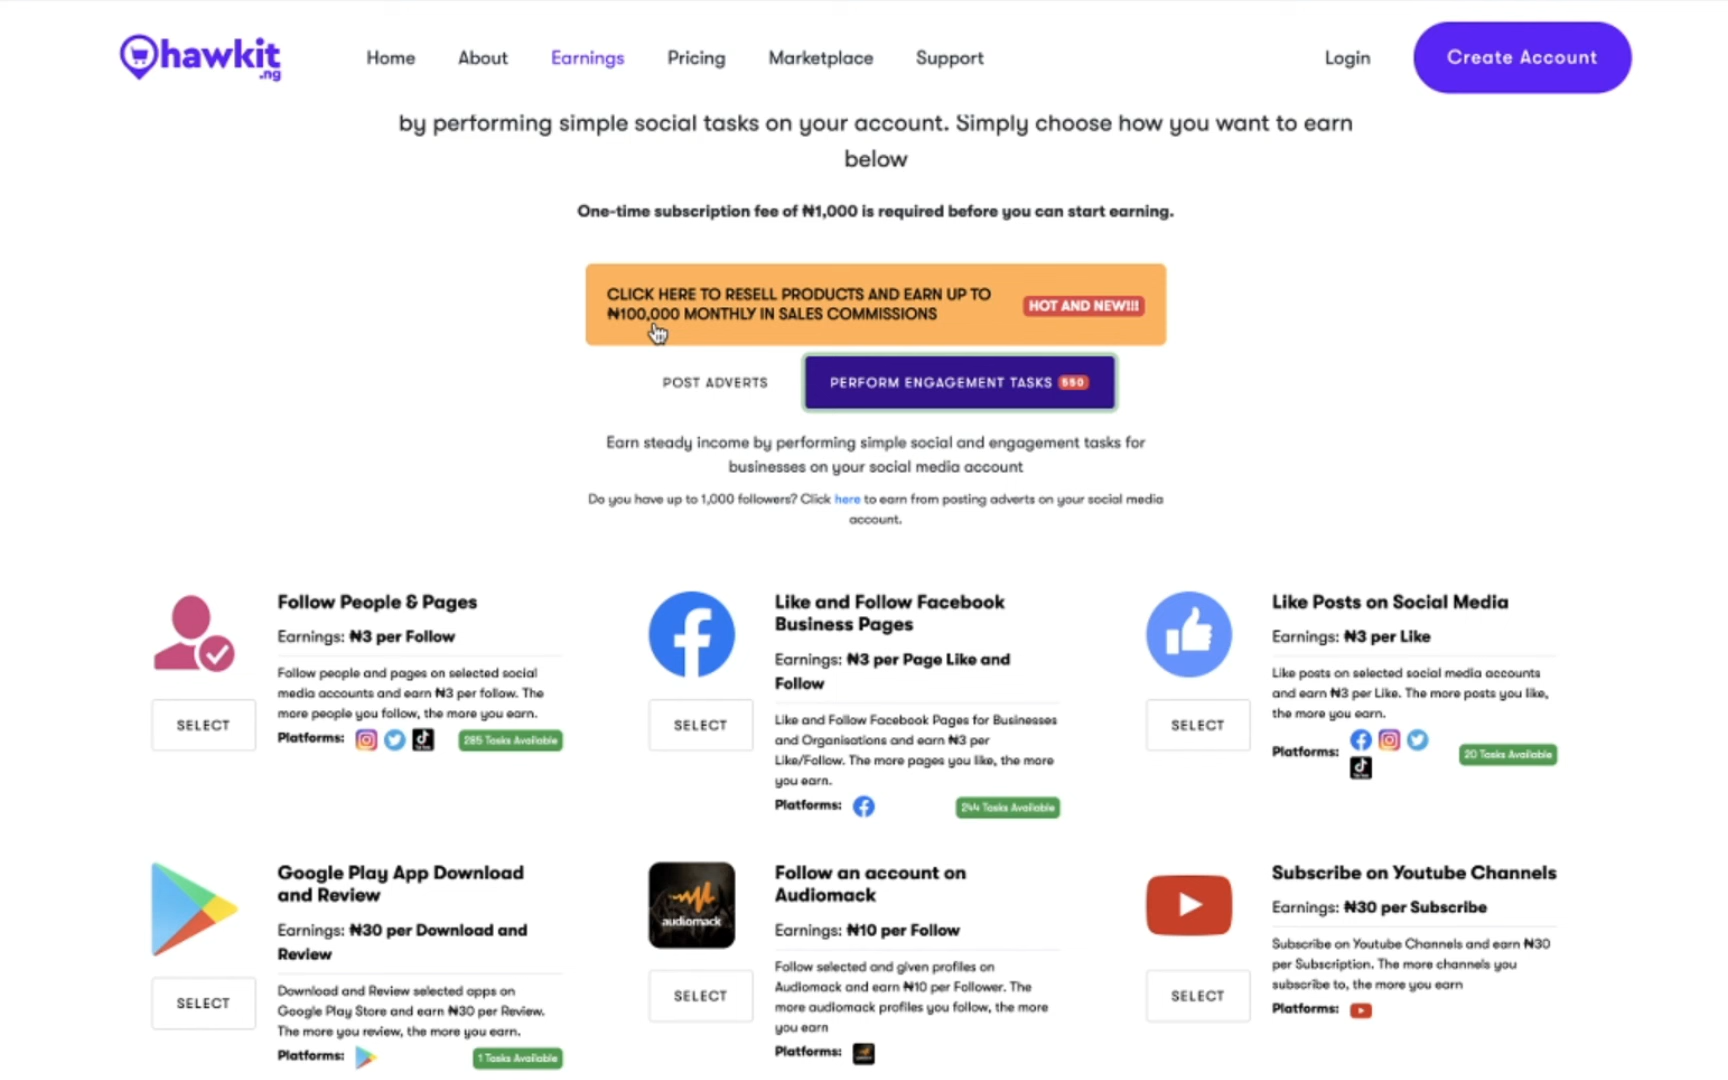 hawkit
.ng
Home
About
Earnings
Pricing
Marketplace
Support
Login
Create Account
by performing simple social tasks on your account. Simply choose how you want to earn
below
One-time subscription fee of ₦1,000 is required before you can start earning.
CLICK HERE TO RESELL PRODUCTS AND EARN UP TO
₦100,000 MONTHLY IN SALES COMMISSIONS
HOT AND NEW!!!
POST ADVERTS
PERFORM ENGAGEMENT TASKS 550
Earn steady income by performing simple social and engagement tasks for
businesses on your social media account
Do you have up to 1,000 followers? Click here to earn from posting adverts on your social media
account.
Follow People & Pages
Earnings: ₦3 per Follow
Follow people and pages on selected social
media accounts and earn ₦3 per follow. The
more people you follow, the more you earn.
Platforms:
285 Tasks Available
SELECT
Like and Follow Facebook
Business Pages
Earnings: ₦3 per Page Like and
Follow
Like and Follow Facebook Pages for Businesses
and Organisations and earn ₦3 per
Like/Follow. The more pages you like, the more
you earn.
Platforms:
244 Tasks Available
SELECT
Like Posts on Social Media
Earnings: ₦3 per Like
Like posts on selected social media accounts
and earn ₦3 per Like. The more posts you like,
the more you earn.
Platforms:
20 Tasks Available
SELECT
Google Play App Download
and Review
Earnings: ₦30 per Download and
Review
Download and Review selected apps on
Google Play Store and earn ₦30 per Review.
The more you review, the more you earn.
Platforms:
1 Tasks Available
SELECT
audiomack
Follow an account on
Audiomack
Earnings: ₦10 per Follow
Follow selected and given profiles on
Audiomack and earn ₦10 per Follower. The
more audiomack profiles you follow, the more
you earn
Platforms:
SELECT
Subscribe on Youtube Channels
Earnings: ₦30 per Subscribe
Subscribe on Youtube Channels and earn ₦30
per Subscription. The more channels you
subscribe to, the more you earn
Platforms:
SELECT